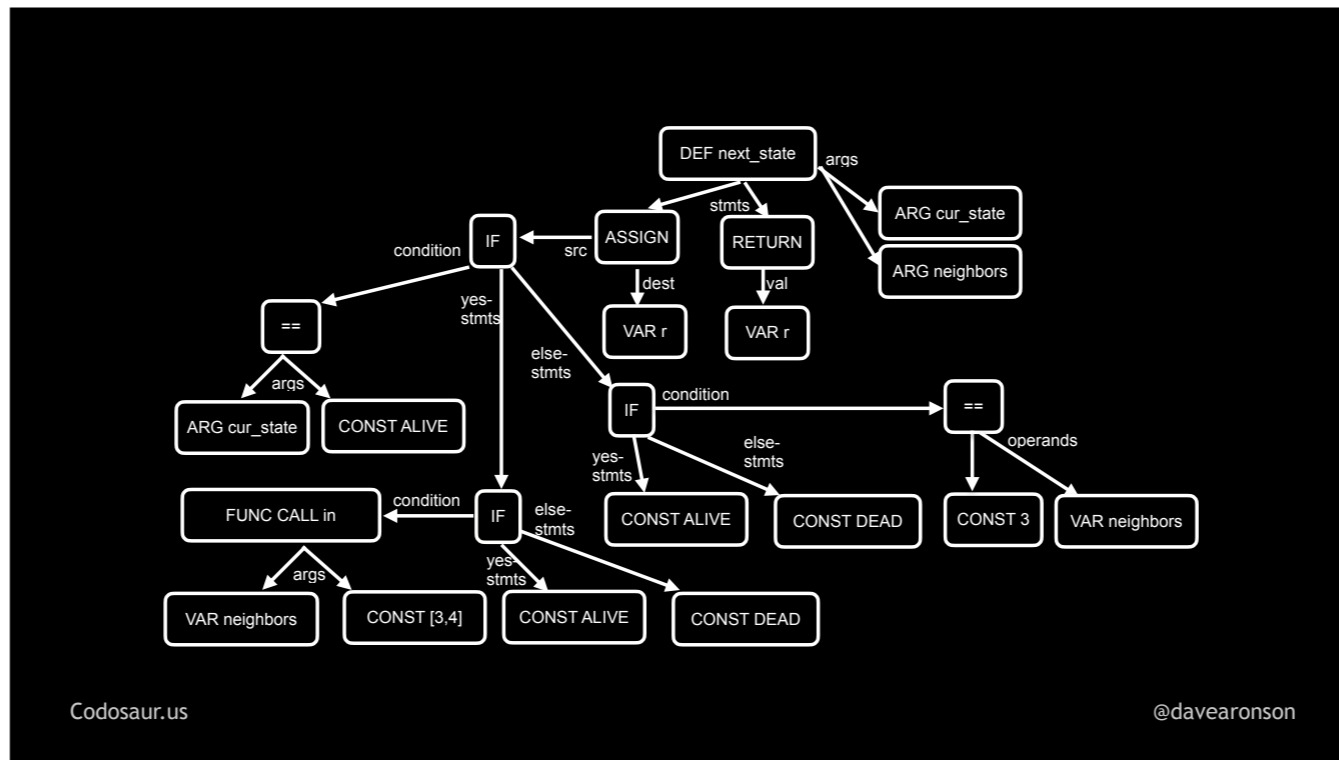 DEF next_state
args
ARG cur_state
stmts
ASSIGN
RETURN
IF
src
condition
ARG neighbors
dest
val
yes-
stmts
VAR r
VAR r
==
else-
stmts
args
ARG cur_state
CONST ALIVE
IF
condition
==
operands
yes-
stmts
else-
stmts
FUNC CALL in
condition
IF
else-
stmts
CONST ALIVE
CONST DEAD
CONST 3
VAR neighbors
args
yes-
stmts
VAR neighbors
CONST [3,4]
CONST ALIVE
CONST DEAD
Codosaur.us
@davearonson